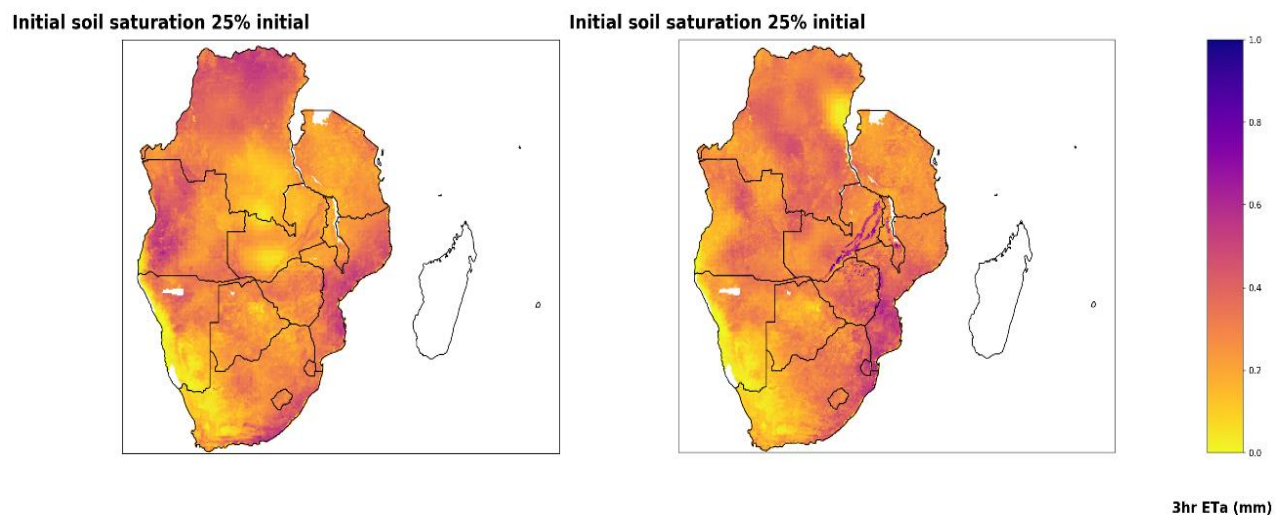 Initial soil saturation 25% initial
Initial soil saturation 25% initial
1.0
0.8
0.6
0.4
0.2
0.0
3hr ETa (mm)